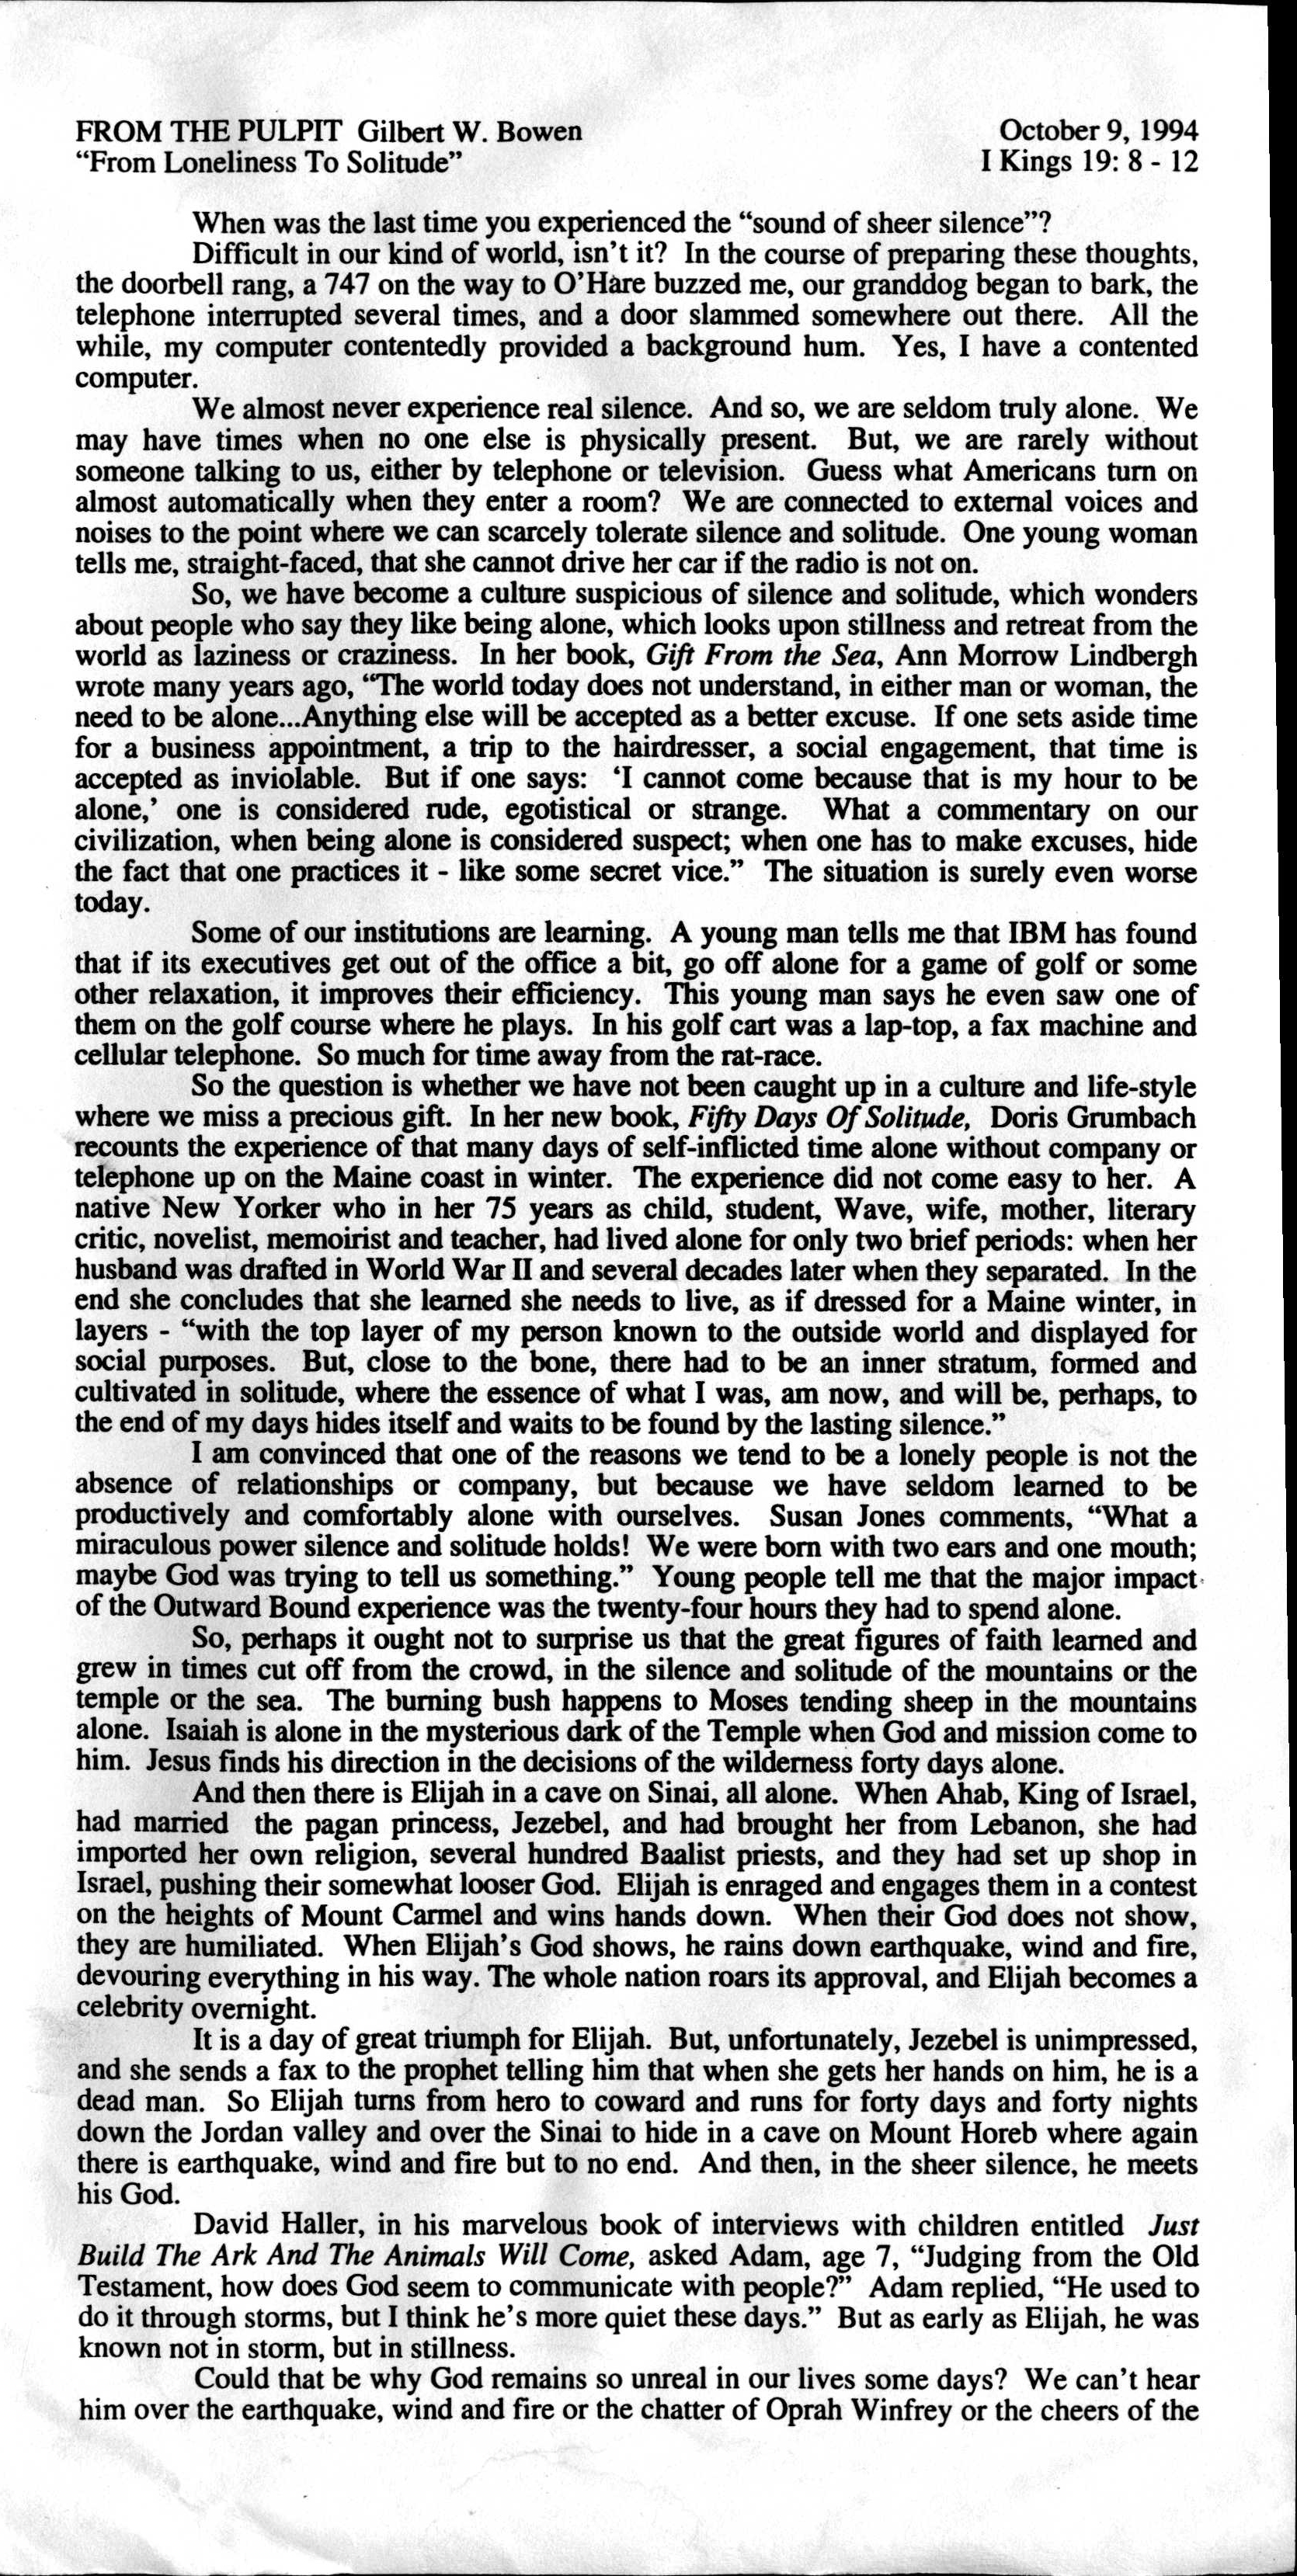 FROM THE PULPIT Gilbert W. Bowen October 9, 1994
“From Loneliness To Solitude” I Kings 19: 8 - 12
When was the last time you experienced the “sound of sheer silence”?
Difficult in our kind of world, isn’t it? In the course of preparing these thoughts,
the doorbell rang, a 747 on the way to O’Hare buzzed me, our granddog began to bark, the
telephone interrupted several times, and a door slammed somewhere out there. All the
while, my computer contentedly provided a background hum. Yes, I have a contented
computer.
We almost never experience real silence. And so, we are seldom truly alone. We
may have times when no one else is physically present. But, we are rarely without
someone talking to us, either by telephone or television. Guess what Americans turn on
almost automatically when they enter a room? We are connected to external voices and
noises to the point where we can scarcely tolerate silence and solitude. One young woman
tells me, straight-faced, that she cannot drive her car if the radio is not on.
So, we have become a culture suspicious of silence and solitude, which wonders
about people who say they like being alone, which looks upon stillness and retreat from the
world as laziness or craziness. In her book, Gift From the Sea, Ann Morrow Lindbergh
wrote many years ago, “The world today does not understand, in either man or woman, the
need to be alone...Anything else will be accepted as a better excuse. If one sets aside time
for a business appointment, a trip to the hairdresser, a social engagement, that time is
accepted as inviolable. But if one says: ‘I cannot come because that is my hour to be
alone,’ one is considered rude, egotistical or strange. What a commentary on our
civilization, when being alone is considered suspect; when one has to make excuses, hide
the fact that one practices it - like some secret vice.” The situation is surely even worse
today.
Some of our institutions are learning. A young man tells me that IBM has found
that if its executives get out of the office a bit, go off alone for a game of golf or some
other relaxation, it improves their efficiency. This young man says he even saw one of
them on the golf course where he plays. In his golf cart was a lap-top, a fax machine and
cellular telephone. So much for time away from the rat-race.
So the question is whether we have not been caught up in a culture and life-style
where we miss a precious gift. In her new book, Fifty Days Of Solitude, Doris Grumbach
recounts the experience of that many days of self-inflicted time alone without company or
telephone up on the Maine coast in winter. The experience did not come easy to her. A
native New Yorker who in her 75 years as child, student, Wave, wife, mother, literary
critic, novelist, memoirist and teacher, had lived alone for only two brief periods: when her
husband was drafted in World War II and several decades later when they separated. In the
end she concludes that she learned she needs to live, as if dressed for a Maine winter, in
layers - “with the top layer of my person known to the outside world and displayed for
social purposes. But, close to the bone, there had to be an inner stratum, formed and
cultivated in solitude, where the essence of what I was, am now, and will be, perhaps, to
the end of my days hides itself and waits to be found by the lasting silence.”
I am convinced that one of the reasons we tend to be a lonely people is not the
absence of relationships or company, but because we have seldom learned to be
productively and comfortably alone with ourselves. Susan Jones comments, “What a
miraculous power silence and solitude holds! We were born with two ears and one mouth;
maybe God was trying to tell us something.” Young people tell me that the major impact
of the Outward Bound experience was the twenty-four hours they had to spend alone.
So, perhaps it ought not to surprise us that the great figures of faith learned and
grew in times cut off from the crowd, in the silence and solitude of the mountains or the
temple or the sea. The burning bush happens to Moses tending sheep in the mountains
alone. Isaiah is alone in the mysterious dark of the Temple when God and mission come to
him. Jesus finds his direction in the decisions of the wilderness forty days alone.
And then there is Elijah in a cave on Sinai, all alone. When Ahab, King of Israel,
had married the pagan princess, Jezebel, and had brought her from Lebanon, she had
imported her own religion, several hundred Baalist priests, and they had set up shop in
Israel, pushing their somewhat looser God. Elijah is enraged and engages them in a contest
on the heights of Mount Carmel and wins hands down. When their God does not show,
they are humiliated. When Elijah’s God shows, he rains down earthquake, wind and fire,
devouring everything in his way. The whole nation roars its approval, and Elijah becomes a
celebrity overnight.
It is a day of great triumph for Elijah. But, unfortunately, Jezebel is unimpressed,
and she sends a fax to the prophet telling him that when she gets her hands on him, he is a
dead man. So Elijah turns from hero to coward and runs for forty days and forty nights
down the Jordan valley and over the Sinai to hide in a cave on Mount Horeb where again
there is earthquake, wind and fire but to no end. And then, in the sheer silence, he meets
his God.
David Haller, in his marvelous book of interviews with children entitled Just
Build The Ark And The Animals Will Come, asked Adam, age 7, “Judging from the Old
Testament, how does God seem to communicate with people?” Adam replied, “He used to
do it through storms, but I think he’s more quiet these days.” But as early as Elijah, he was
known not in storm, but in stillness.
Could that be why God remains so unreal in our lives some days? We can’t hear
him over the earthquake, wind and fire or the chatter of Oprah Winfrey or the cheers of the